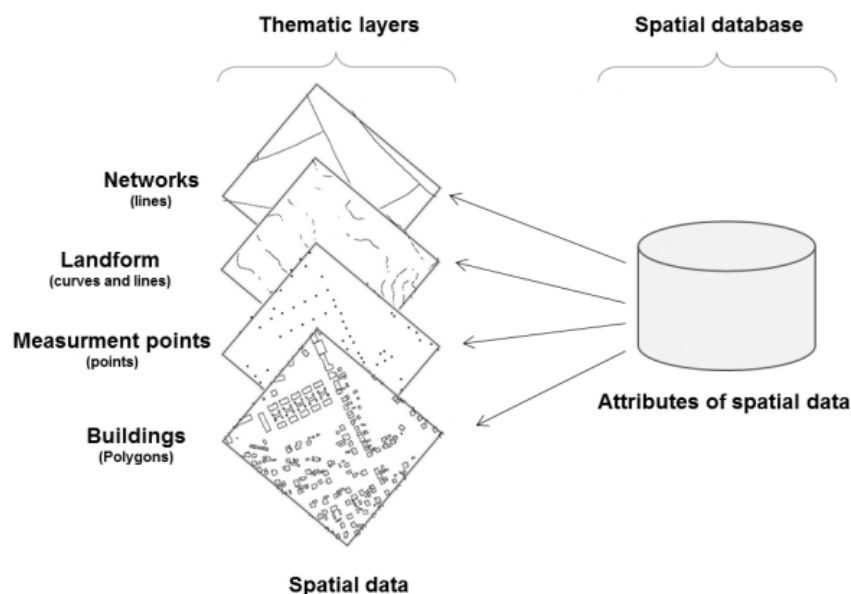 Thematic layers
Spatial database
Networks
(lines)
Landform
(curves and lines)
Measurment points
(points)
Buildings
(Polygons)
Attributes of spatial data
Spatial data